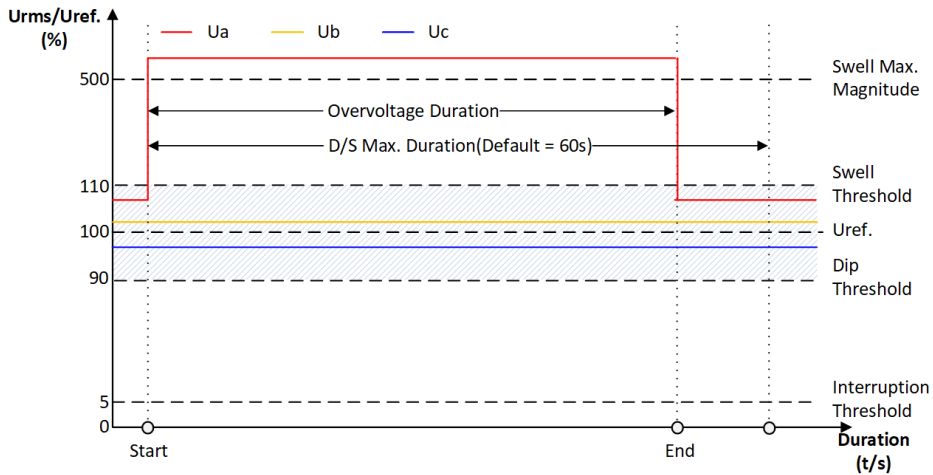 Urms/Uref.
(%)
Ua
Ub
Uc
500
Swell Max.
Magnitude
Overvoltage Duration
D/S Max. Duration(Default = 60s)
110
Swell
Threshold
100
Uref.
90
Dip
Threshold
5
Interruption
Threshold
0
Start
End
Duration
(t/s)